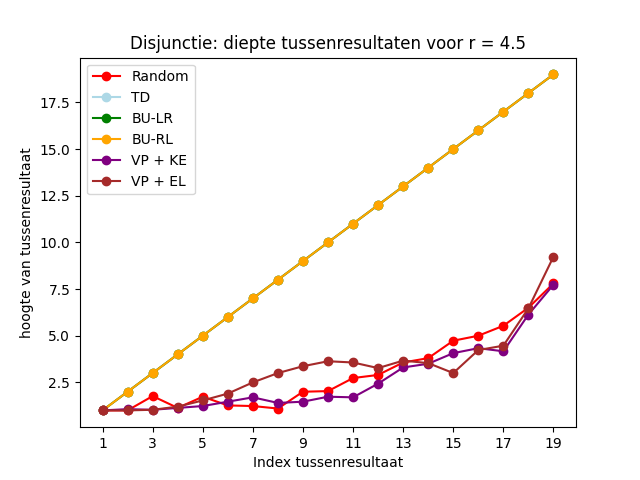 Disjunctie: diepte tussenresultaten voor r = 4.5
hoogte van tussenresultaat
17.5
15.0
12.5
10.0
7.5
5.0
2.5
Random
TD
BU-LR
BU-RL
VP + KE
VP + EL
1 3 5 7 9 11 13 15 17 19
Index tussenresultaat